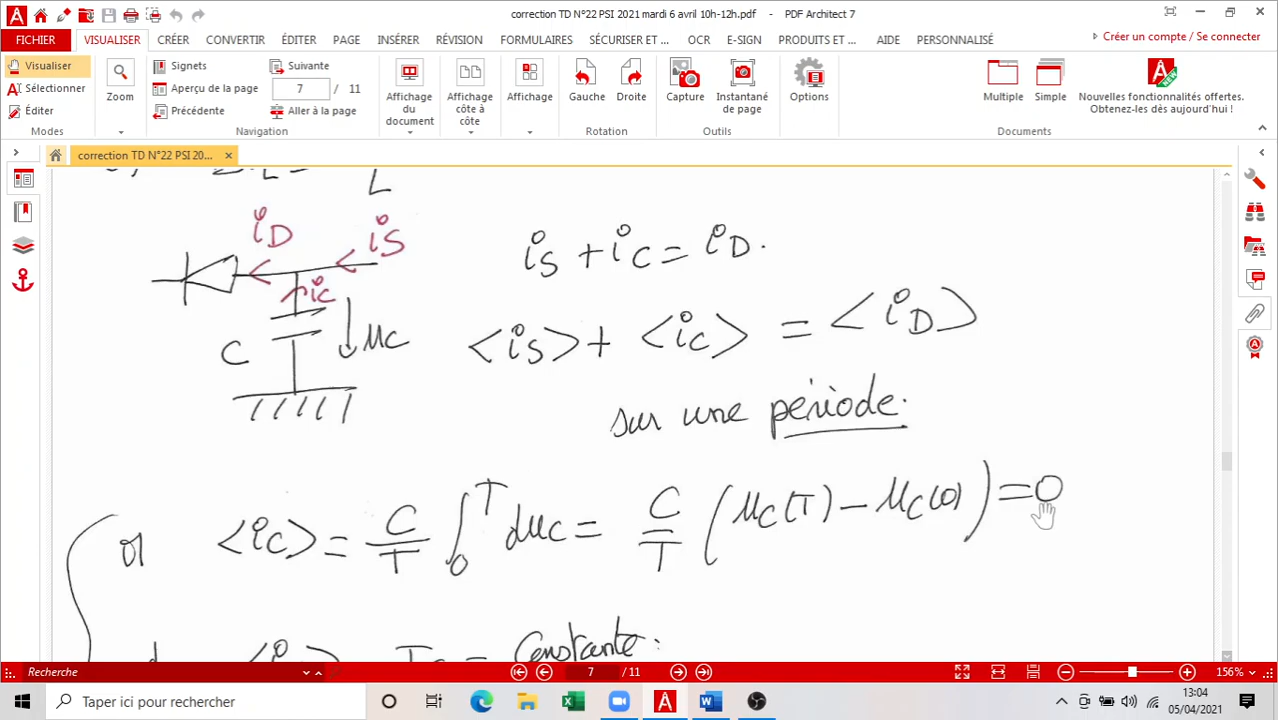 correction TD N°22 PSI 2021 mardi 6 avril 10h-12h.pdf - PDF Architect 7
FICHIER VISUALISER CRÉER CONVERTIR ÉDITER PAGE INSÉRER RÉVISION FORMULAIRES SÉCURISER ET ... OCR E-SIGN PRODUITS ET ... AIDE PERSONNALISÉ
Créer un compte / Se connecter
Visualiser
Sélectionner
Éditer
Modes
Zoom
Signets
Aperçu de la page
Précédente
Suivante
7 / 11
Aller à la page
Navigation
Affichage du document
Affichage côte à côte
Affichage
Gauche
Droite
Rotation
Capture
Instantané de page
Outils
Options
Multiple
Simple
Nouvelles fonctionnalités offertes.
Obtenez-les dès aujourd'hui !
Documents
correction TD N°22 PSI 20...
L
iD
iS
iC
C
uC
iS + iC = iD.
<iS> + <iC> = <iD>
sur une période.
or <iC> = C/T ∫0T duC = C/T (uC(T) - uC(0)) = 0
Constante
Recherche
7 / 11
156%
Taper ici pour rechercher
13:04
05/04/2021